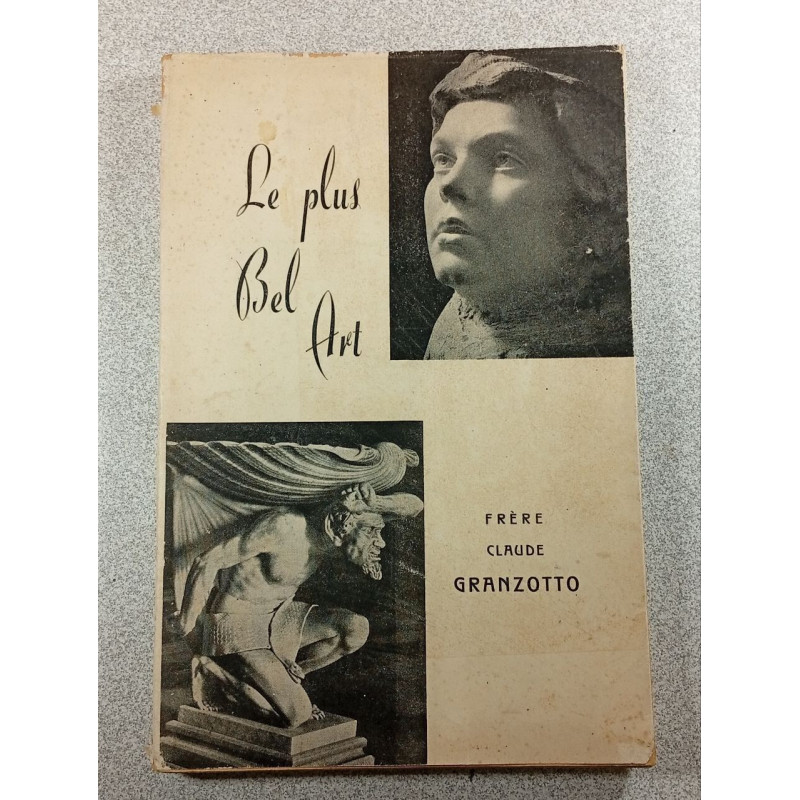 Le plus
Bel
Art
FRÈRE
CLAUDE
GRANZOTTO